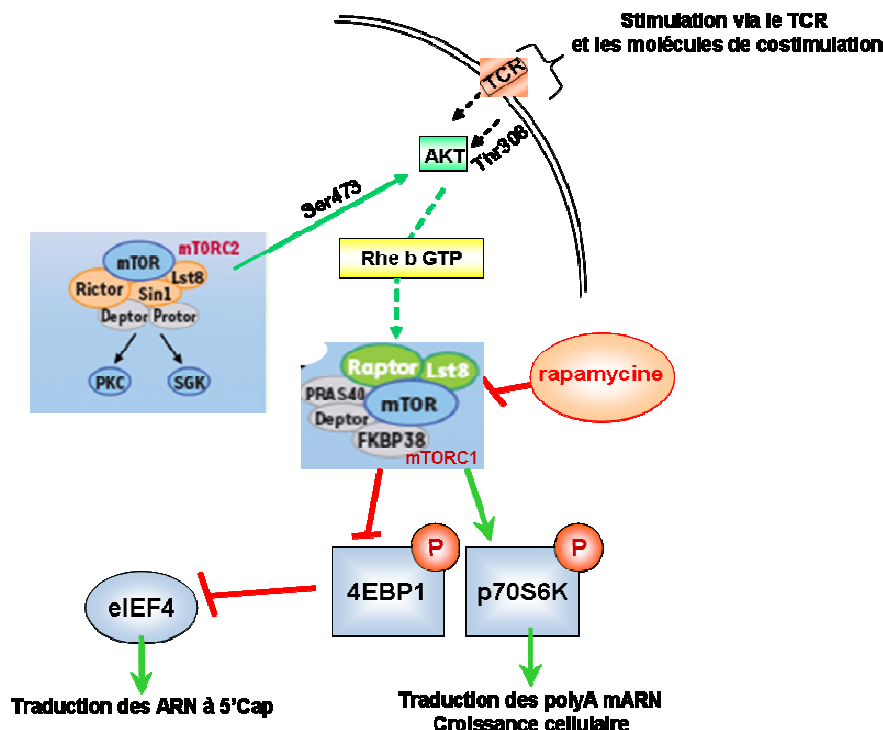 Stimulation via le TCR
et les molécules de costimulation
TCR
Thr308
AKT
Ser473
Rhe b GTP
mTORC2
mTOR
Lst8
Rictor
Sin1
Deptor
Protor
PKC
SGK
Raptor
Lst8
PRAS40
mTOR
Deptor
FKBP38
mTORC1
rapamycine
P
P
4EBP1
p70S6K
eIEF4
Traduction des ARN à 5'Cap
Traduction des polyA mARN
Croissance cellulaire